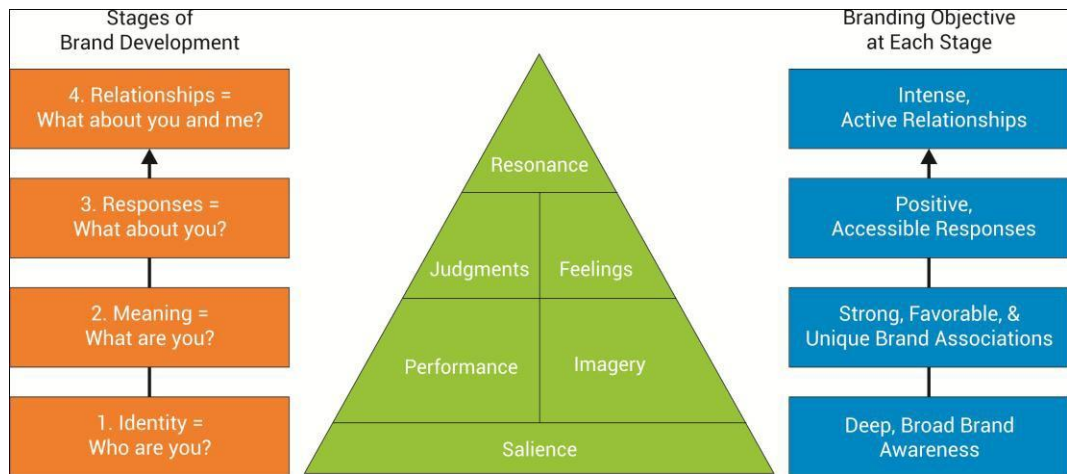 Stages of
Brand Development
4. Relationships =
What about you and me?
3. Responses =
What about you?
2. Meaning =
What are you?
1. Identity =
Who are you?
Resonance
Judgments
Feelings
Performance
Imagery
Salience
Branding Objective
at Each Stage
Intense,
Active Relationships
Positive,
Accessible Responses
Strong, Favorable, &
Unique Brand Associations
Deep, Broad Brand
Awareness